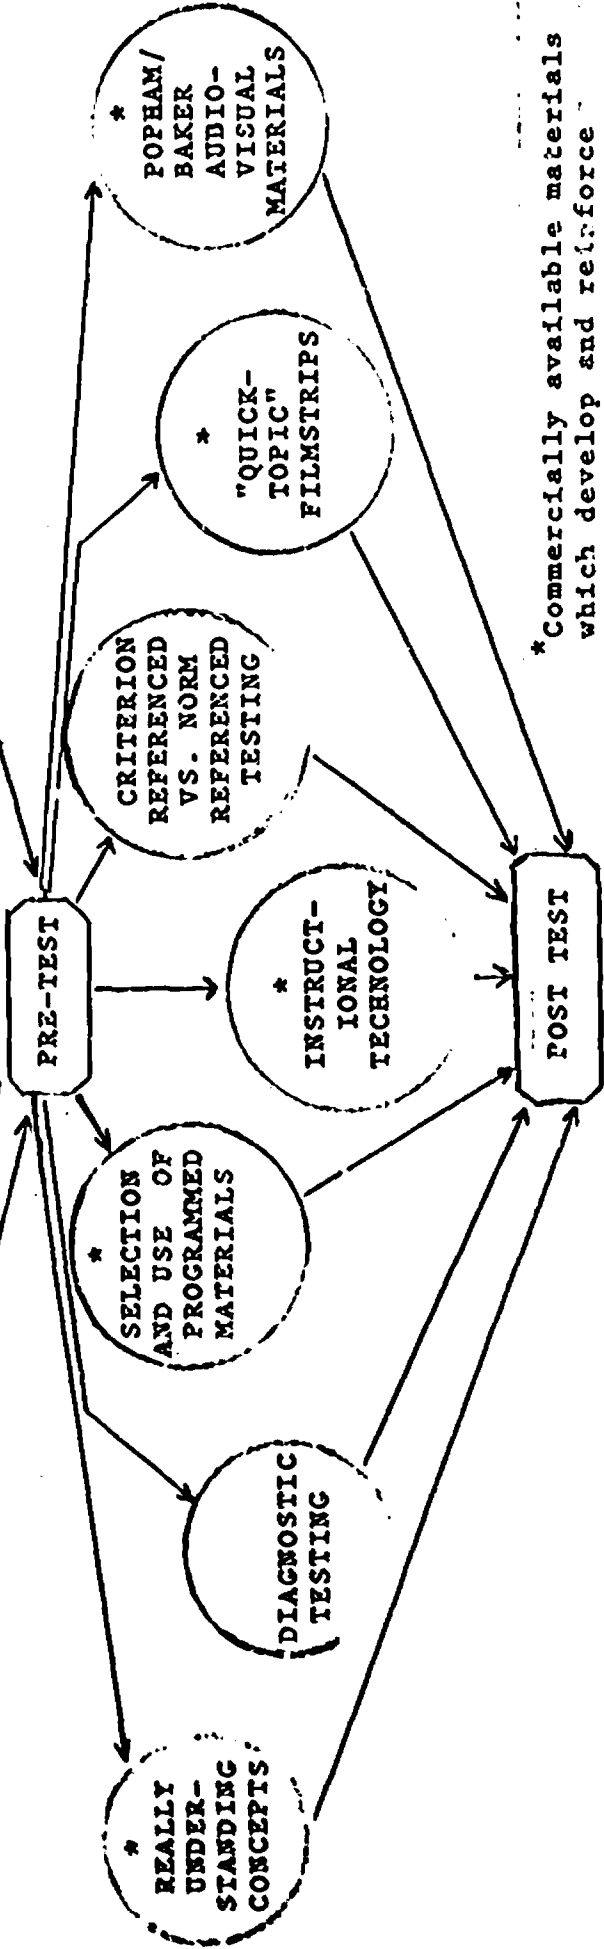 PRE-TEST
*
REALLY
UNDER-
STANDING
CONCEPTS
DIAGNOSTIC
TESTING
*
SELECTION
AND USE OF
PROGRAMMED
MATERIALS
*
INSTRUCT-
IONAL
TECHNOLOGY
CRITERION
REFERENCED
VS. NORM
REFERENCED
TESTING
*
"QUICK-
TOPIC"
FILMSTRIPS
*
POPHAM/
BAKER
AUDIO-
VISUAL
MATERIALS
POST TEST
*Commercially available materials
which develop and reinforce